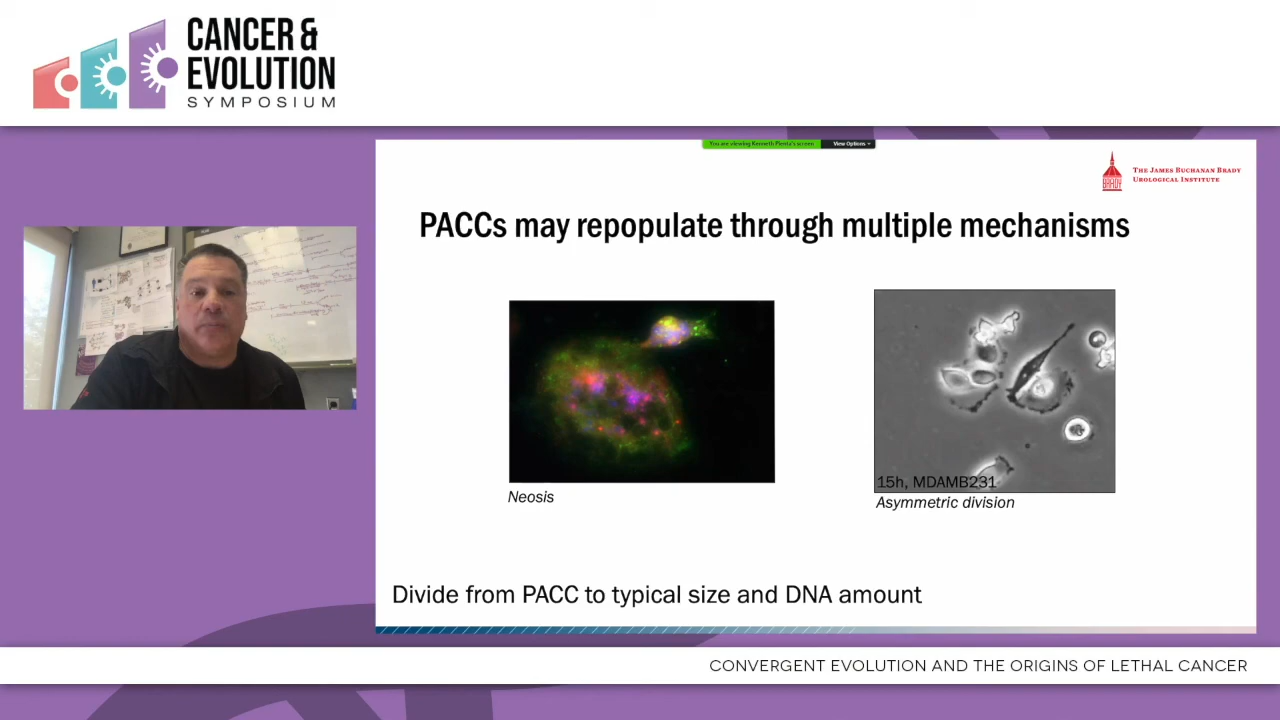 CANCER &
EVOLUTION
SYMPOSIUM
You are viewing Kenneth Pienta's screen View Options
THE JAMES BUCHANAN BRADY
UROLOGICAL INSTITUTE
BRADY
PACCs may repopulate through multiple mechanisms
15h, MDAMB231
Neosis
Asymmetric division
Divide from PACC to typical size and DNA amount
CONVERGENT EVOLUTION AND THE ORIGINS OF LETHAL CANCER